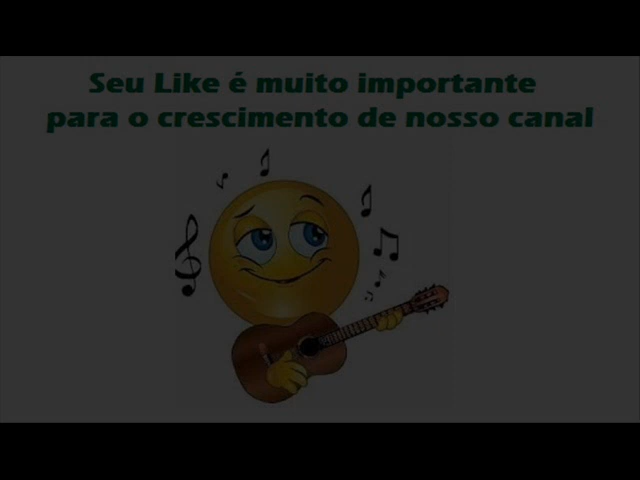 Seu Like é muito importante
para o crescimento de nosso canal